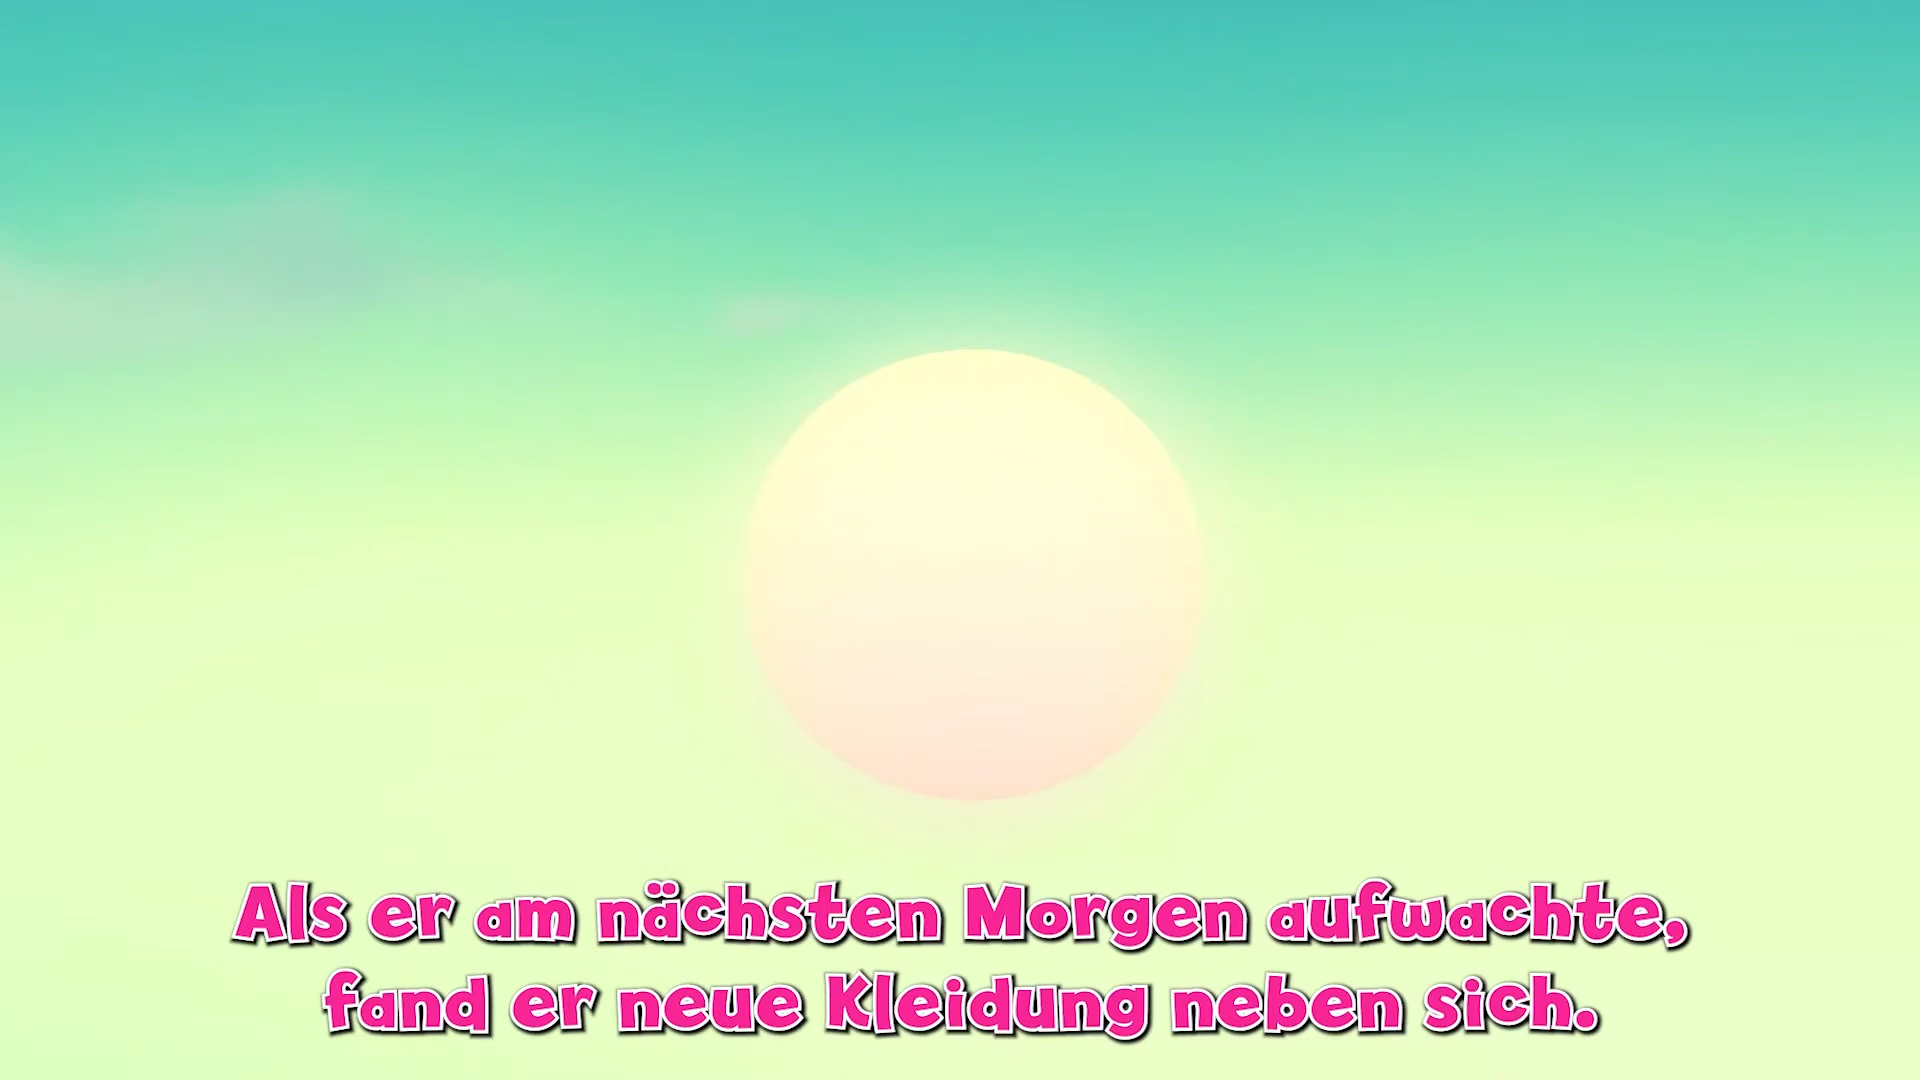 Als er am nächsten Morgen aufwachte,
fand er neue Kleidung neben sich.